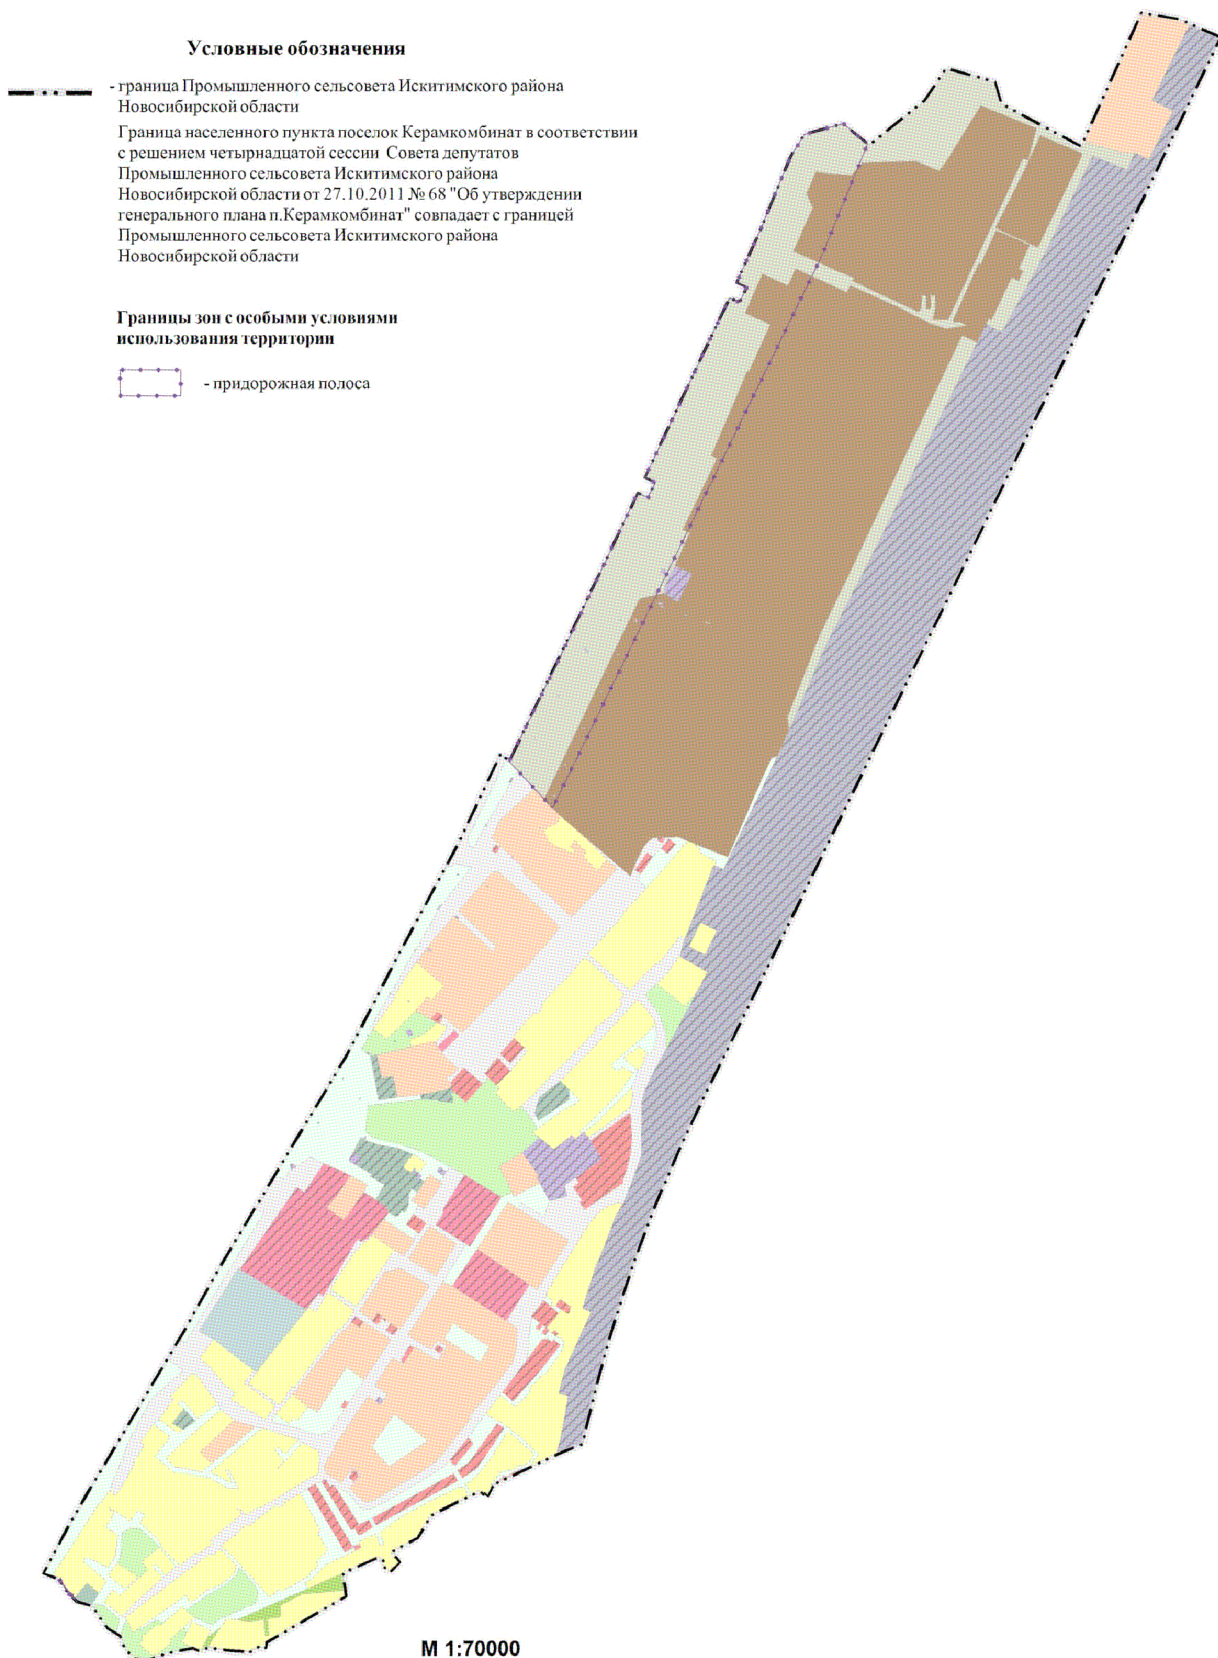 Условные обозначения
- граница Промышленного сельсовета Искитимского района
Новосибирской области
Граница населенного пункта поселок Керамкомбинат в соответствии
с решением четырнадцатой сессии Совета депутатов
Промышленного сельсовета Искитимского района
Новосибирской области от 27.10.2011 № 68 "Об утверждении
генерального плана п.Керамкомбинат" совпадает с границей
Промышленного сельсовета Искитимского района
Новосибирской области
Границы зон с особыми условиями
использования территории
- придорожная полоса
М 1:70000